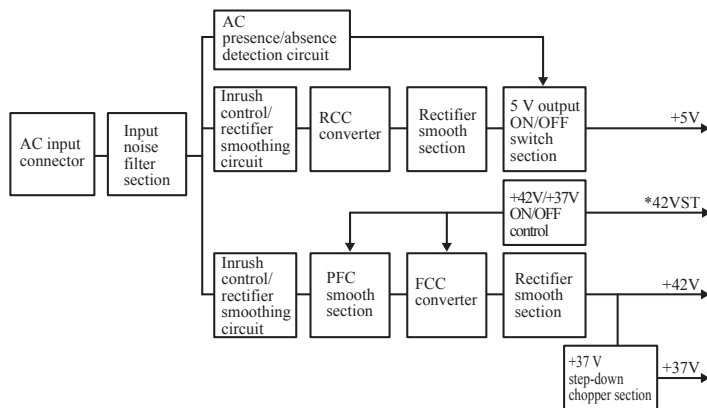 AC
presence/absence
detection circuit
AC input
connector
Input
noise
filter
section
Inrush
control/
rectifier
smoothing
circuit
RCC
converter
Rectifier
smooth
section
5 V output
ON/OFF
switch
section
+5V
+42V/+37V
ON/OFF
control
*42VST
Inrush
control/
rectifier
smoothing
circuit
PFC
smooth
section
FCC
converter
Rectifier
smooth
section
+42V
+37 V
step-down
chopper section
+37V